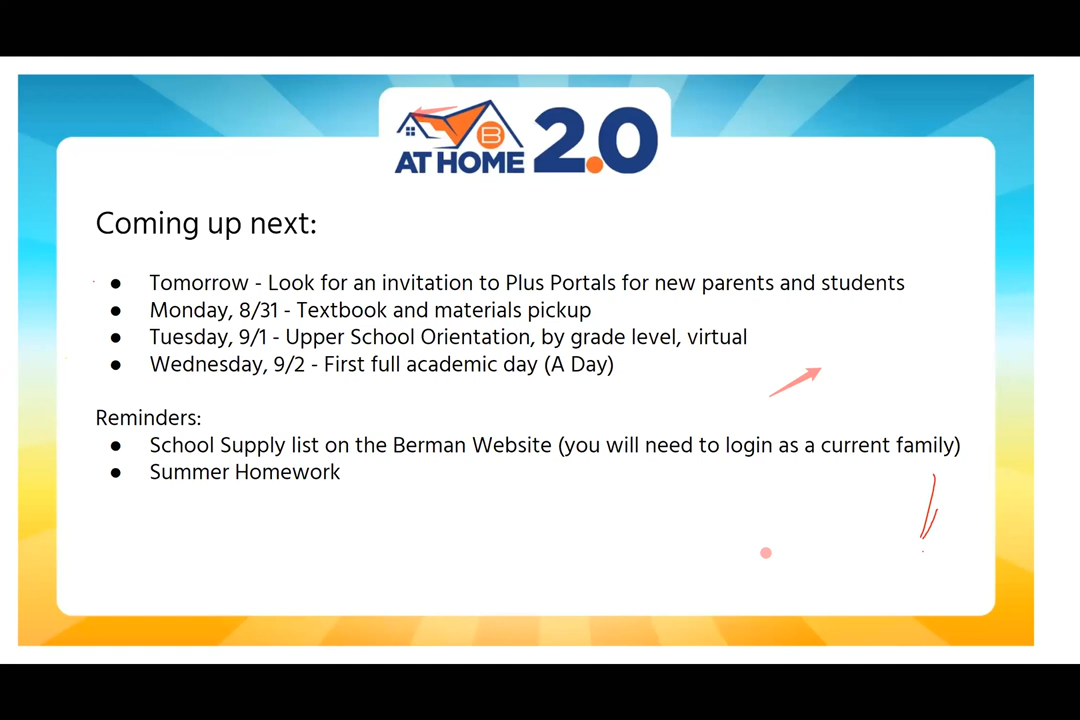 B
AT HOME 2.0
Coming up next:
● Tomorrow - Look for an invitation to Plus Portals for new parents and students
● Monday, 8/31 - Textbook and materials pickup
● Tuesday, 9/1 - Upper School Orientation, by grade level, virtual
● Wednesday, 9/2 - First full academic day (A Day)
Reminders:
● School Supply list on the Berman Website (you will need to login as a current family)
● Summer Homework